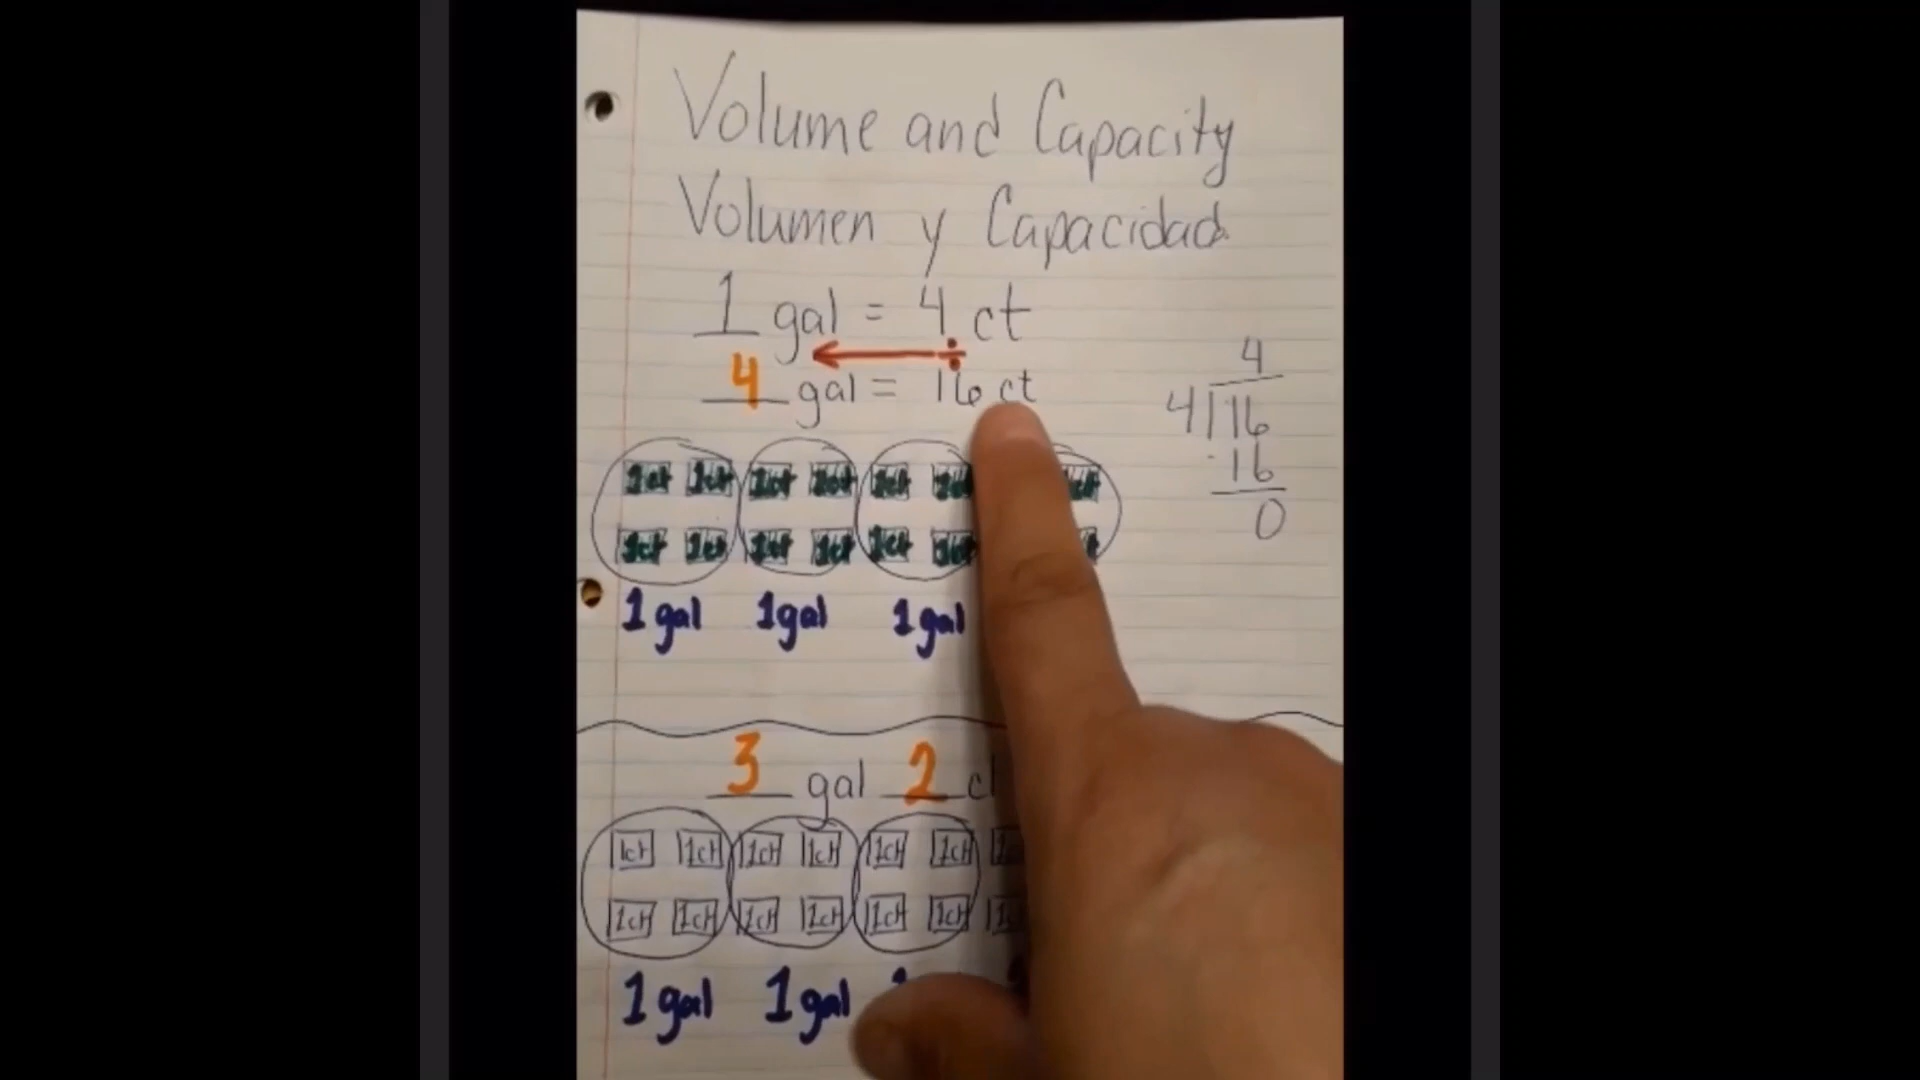 Volume and Capacity
Volumen y Capacidad
1 gal = 4 ct
÷
4 gal = 16 ct
4
4 16
- 16
0
1ct 1ct 1ct 1ct 1ct 1ct ct
1ct 1ct 1ct 1ct 1ct 1ct
1 gal 1 gal 1 gal
3 gal 2
1ct 1ct 1ct 1ct 1ct 1ct
1ct 1ct 1ct 1ct 1ct 1ct
1 gal 1 gal